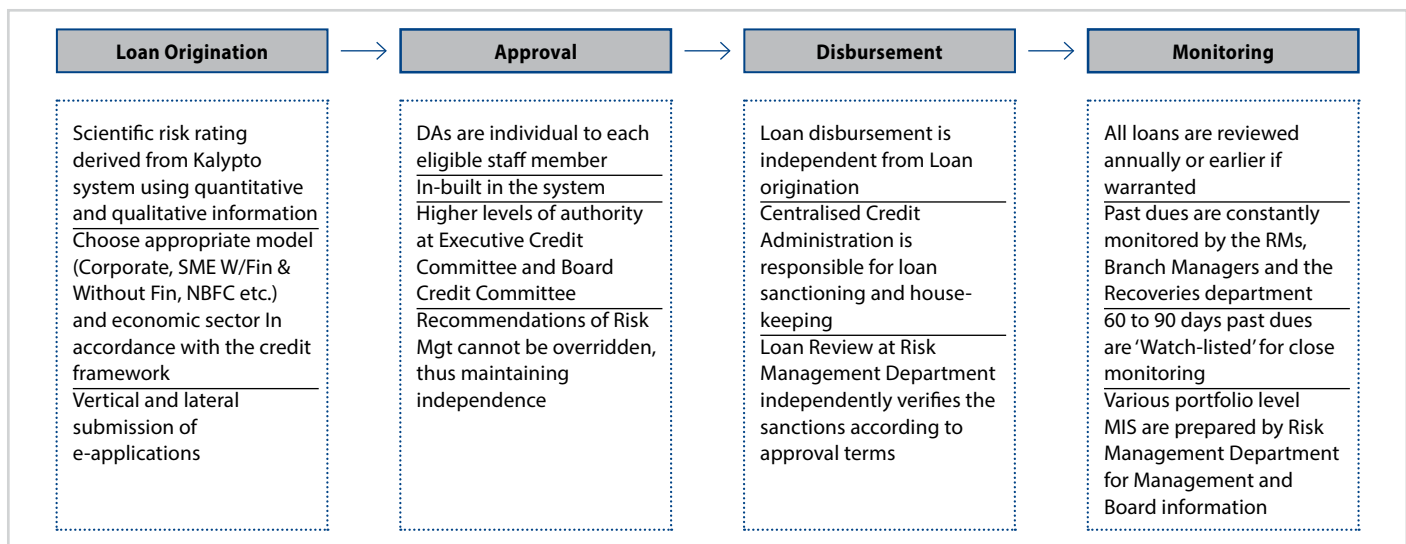 Loan Origination
Scientific risk rating
derived from Kalypto
system using quantitative
and qualitative information
Choose appropriate model
(Corporate, SME W/Fin &
Without Fin, NBFC etc.)
and economic sector In
accordance with the credit
framework
Vertical and lateral
submission of
e-applications
Approval
DAs are individual to each
eligible staff member
In-built in the system
Higher levels of authority
at Executive Credit
Committee and Board
Credit Committee
Recommendations of Risk
Mgt cannot be overridden,
thus maintaining
independence
Disbursement
Loan disbursement is
independent from Loan
origination
Centralised Credit
Administration is
responsible for loan
sanctioning and house-
keeping
Loan Review at Risk
Management Department
independently verifies the
sanctions according to
approval terms
Monitoring
All loans are reviewed
annually or earlier if
warranted
Past dues are constantly
monitored by the RMs,
Branch Managers and the
Recoveries department
60 to 90 days past dues
are ‘Watch-listed’ for close
monitoring
Various portfolio level
MIS are prepared by Risk
Management Department
for Management and
Board information